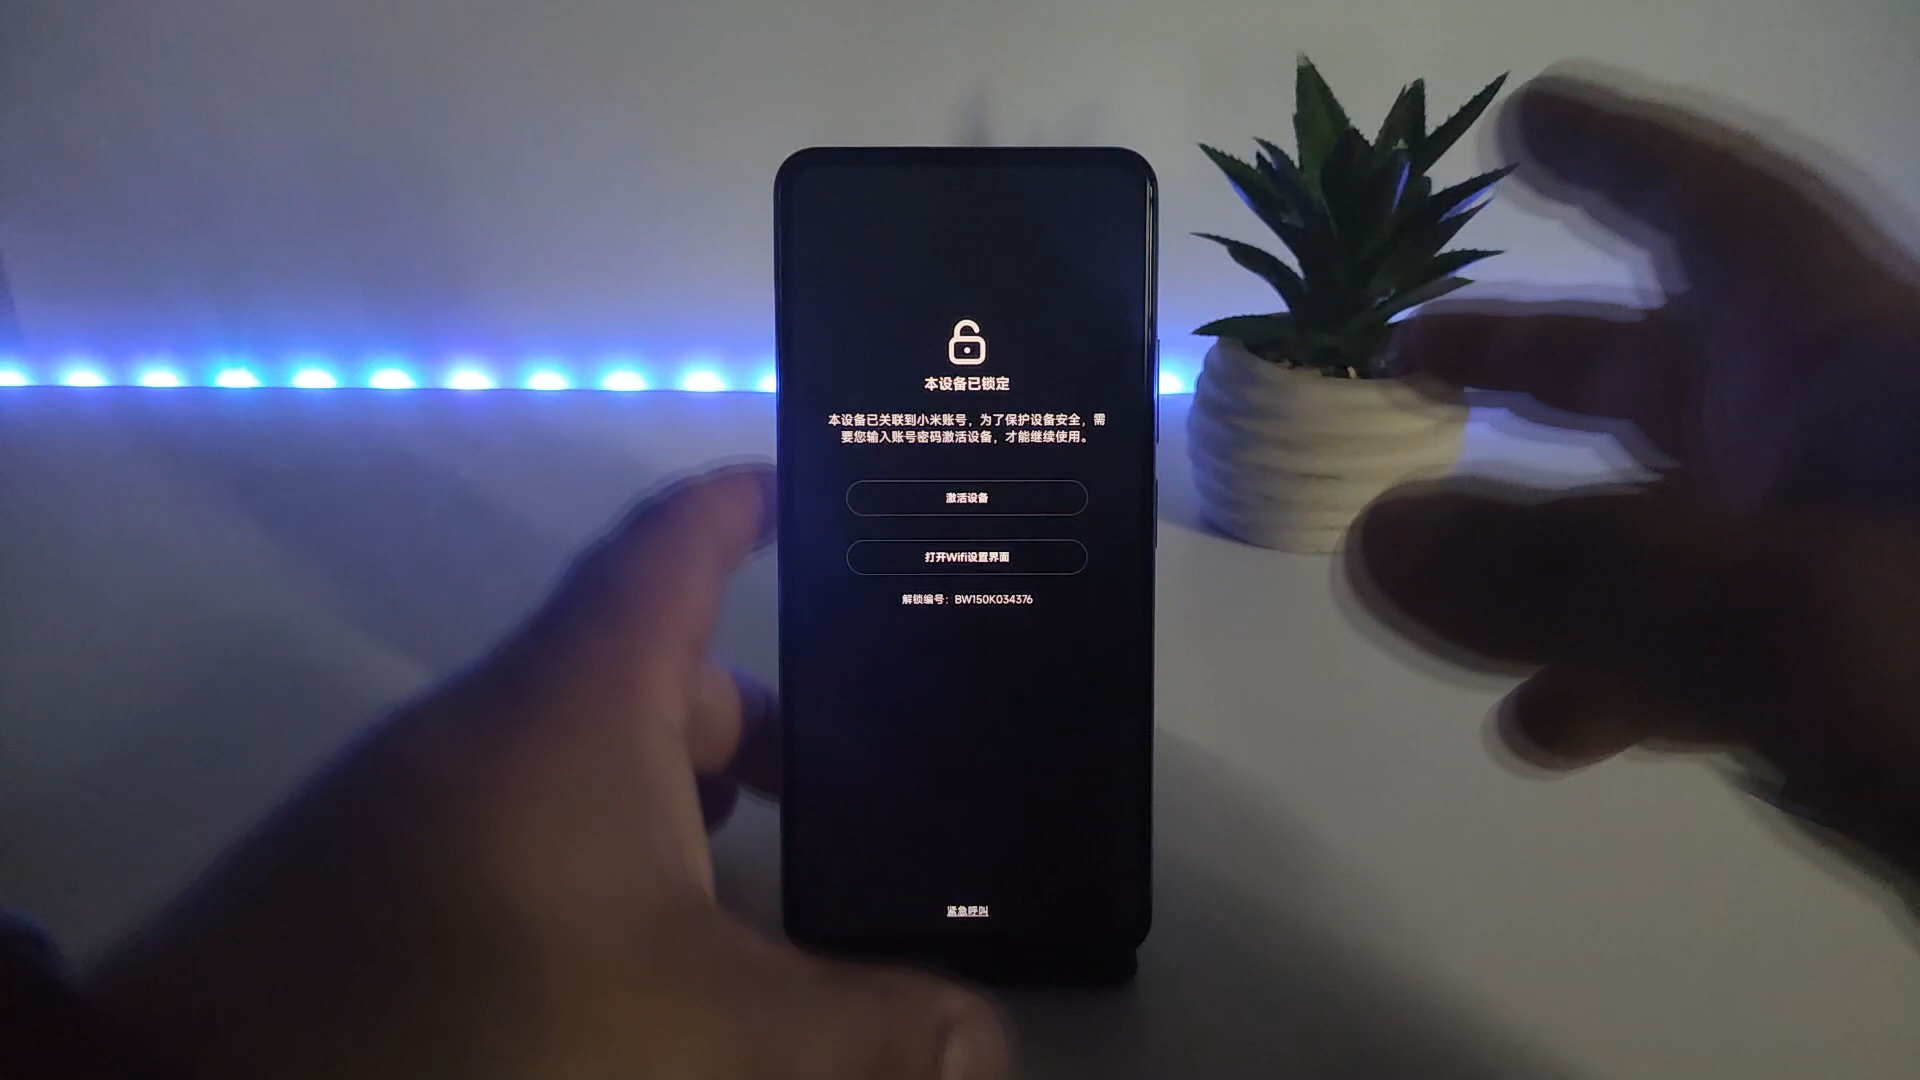 本设备已锁定
本设备已关联到小米账号，为了保护设备安全，需
要您输入账号密码激活设备，才能继续使用。
激活设备
打开Wifi设置界面
解锁编号：BW150K034376
紧急呼叫